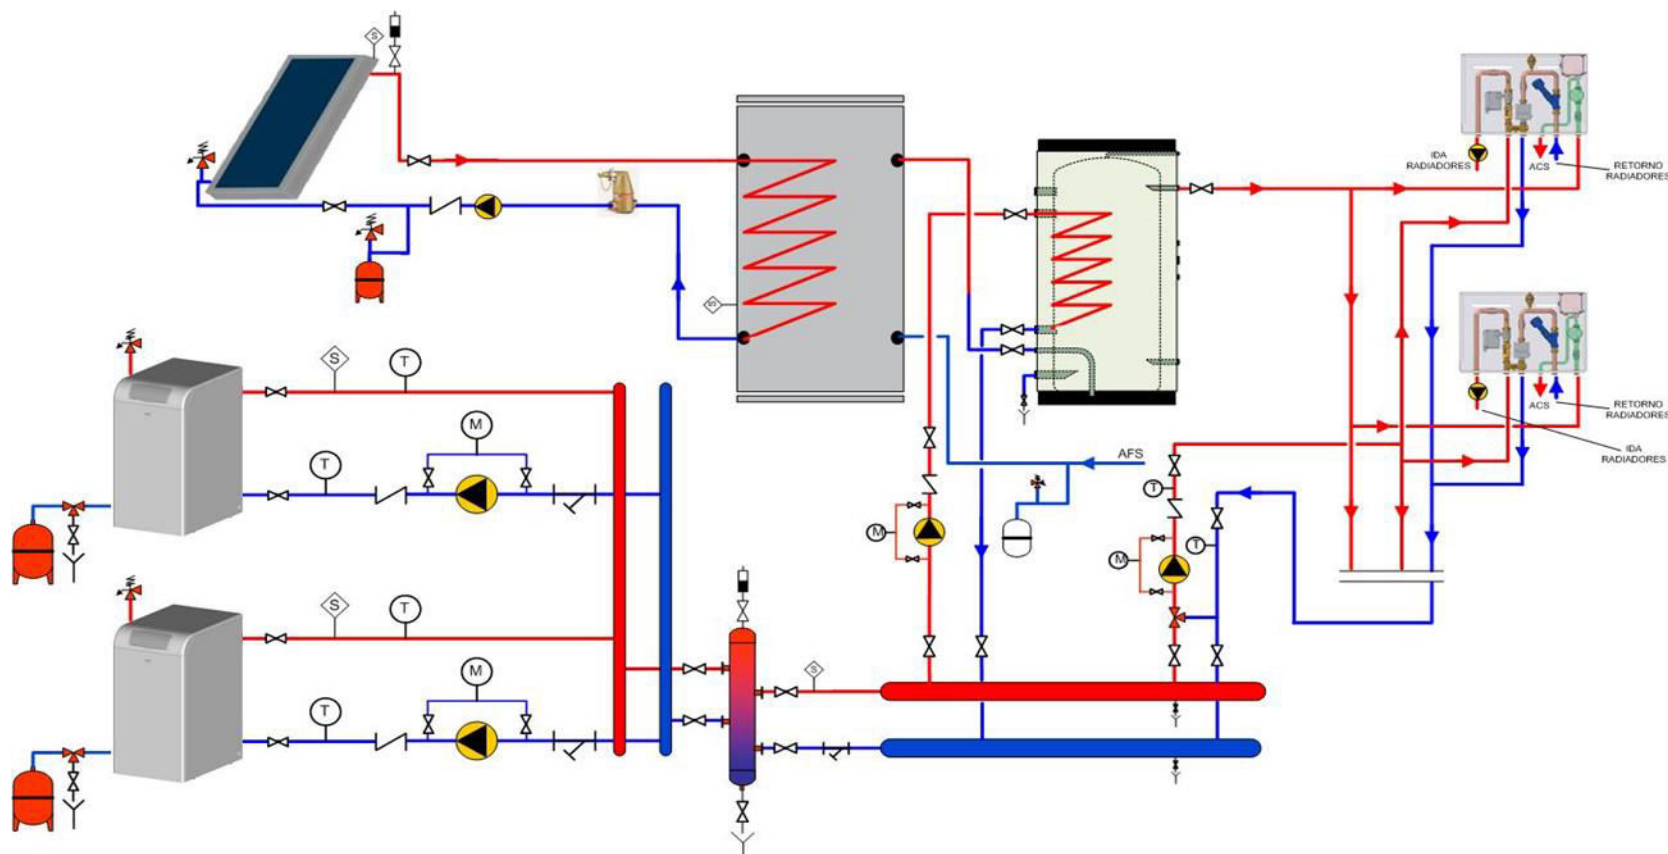 S
IDA
RADIADORES
ACS
RETORNO
RADIADORES
S
S
T
ACS
RETORNO
RADIADORES
M
IDA
RADIADORES
AFS
T
T
M
T
M
S
T
M
S
T